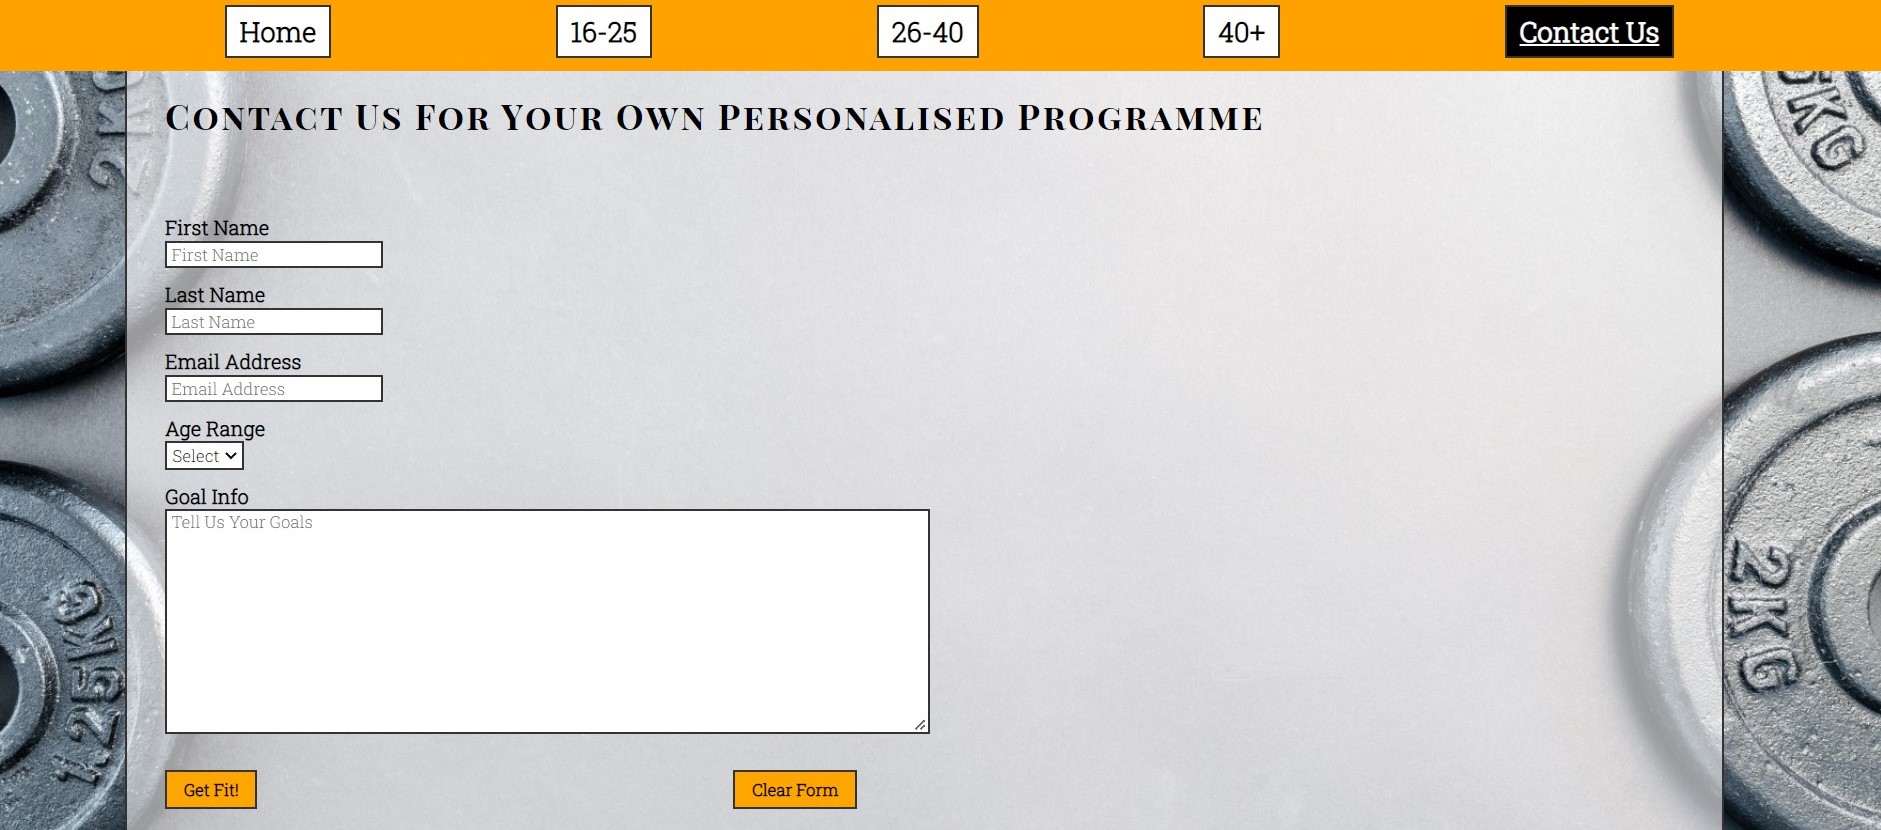 Home 16-25 26-40 40+ Contact Us
Contact Us For Your Own Personalised Programme
First Name
First Name
Last Name
Last Name
Email Address
Email Address
Age Range
Select
Goal Info
Tell Us Your Goals
Get Fit! Clear Form
2KG
5KG
1.25KG
2KG